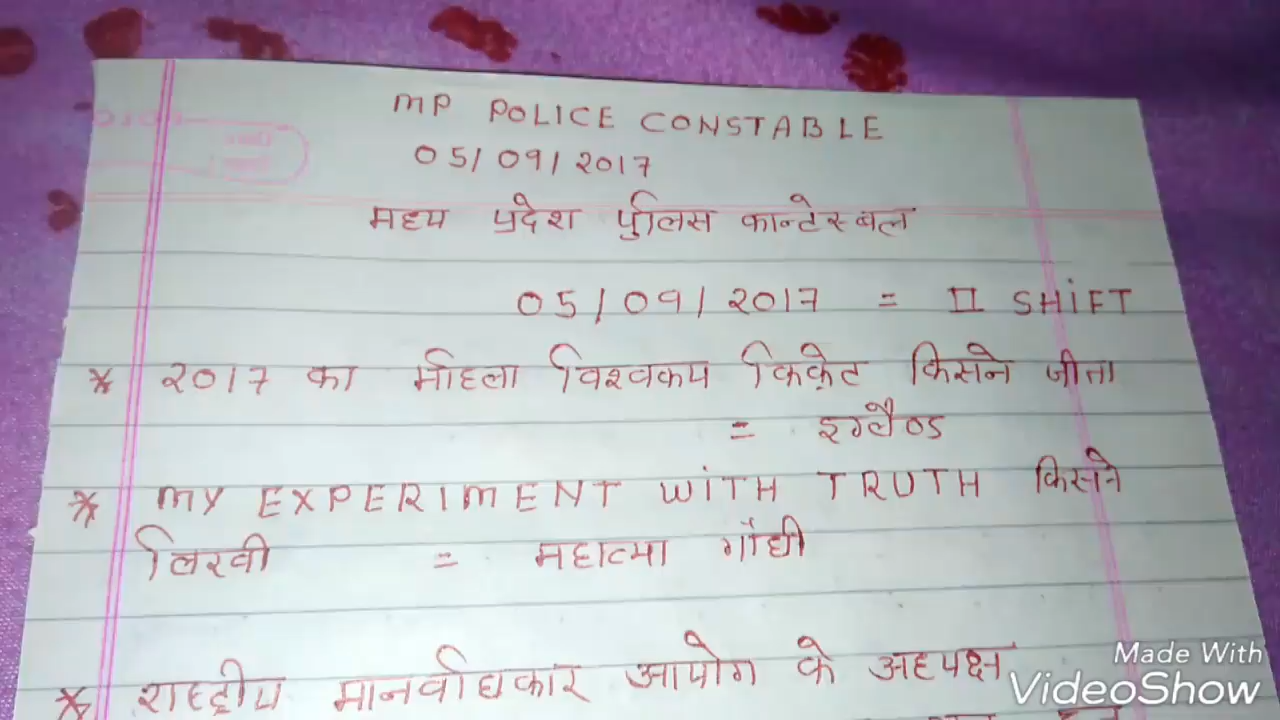 MP POLICE CONSTABLE
05/09/2017
मध्य प्रदेश पुलिस कान्टेस्बल
05/09/2017 = II SHiFT
* 2017 का महिला विश्वकप क्रिकेट किसने जीता
= इग्लैण्ड
* MY EXPERIMENT WiTH TRUTH किसने
लिखी = महात्मा गाँधी
* राष्ट्रीय मानवधिकार आयोग के अध्यक्ष
Made With
VideoShow